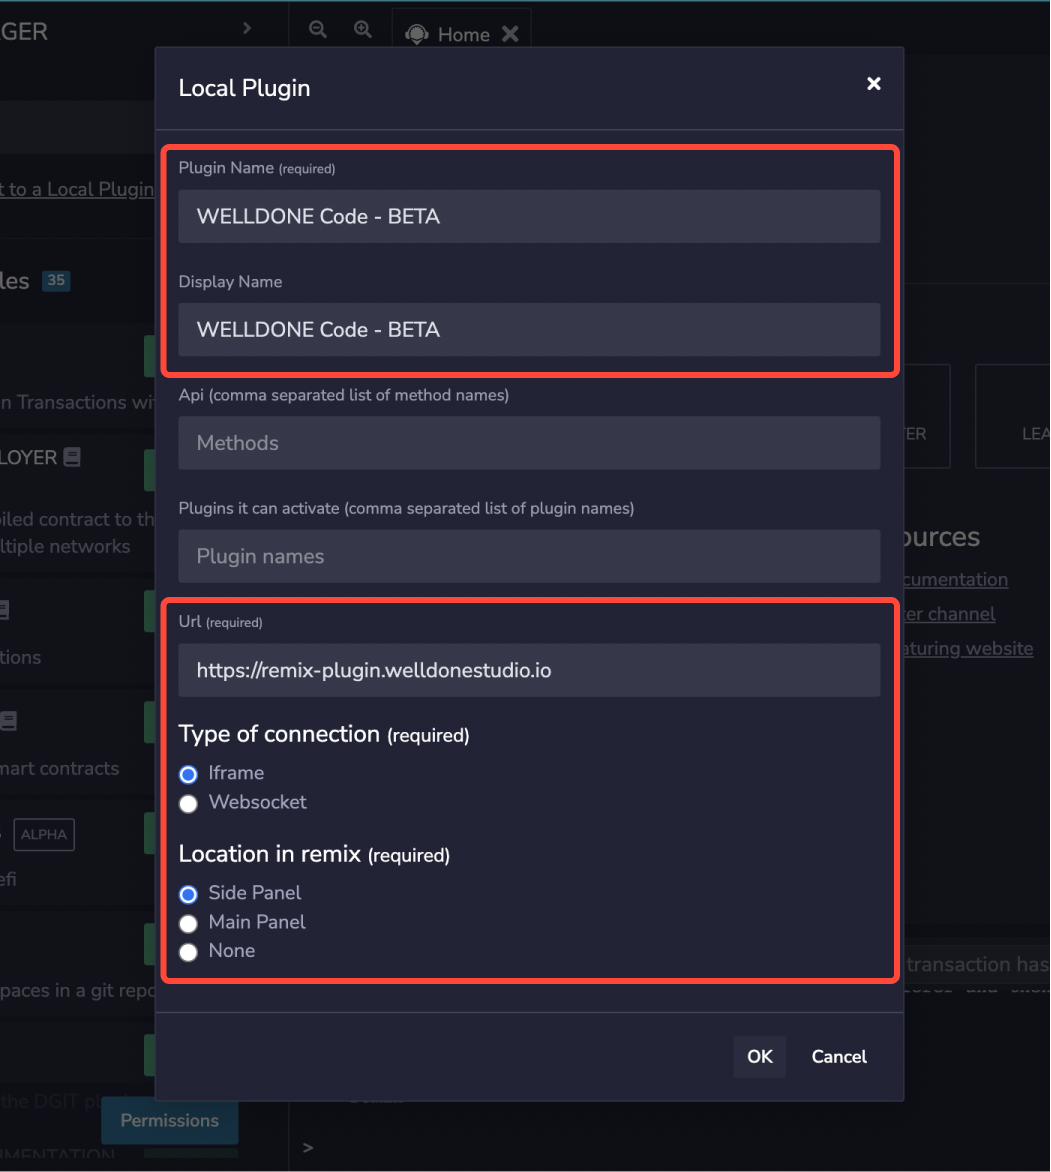 GER
Home
Local Plugin
Plugin Name (required)
t to a Local Plugin
WELLDONE Code - BETA
les 35
Display Name
WELLDONE Code - BETA
n Transactions wi
Api (comma separated list of method names)
Methods
ER
LEA
LOYER
Plugins it can activate (comma separated list of plugin names)
iled contract to th
ltiple networks
Plugin names
ources
cumentation
ter channel
aturing website
Url (required)
tions
https://remix-plugin.welldonestudio.io
Type of connection (required)
mart contracts
Iframe
Websocket
ALPHA
Location in remix (required)
efi
Side Panel
Main Panel
None
transaction has
paces in a git repo
OK
Cancel
the DGIT pl
Permissions
MENTATION
>